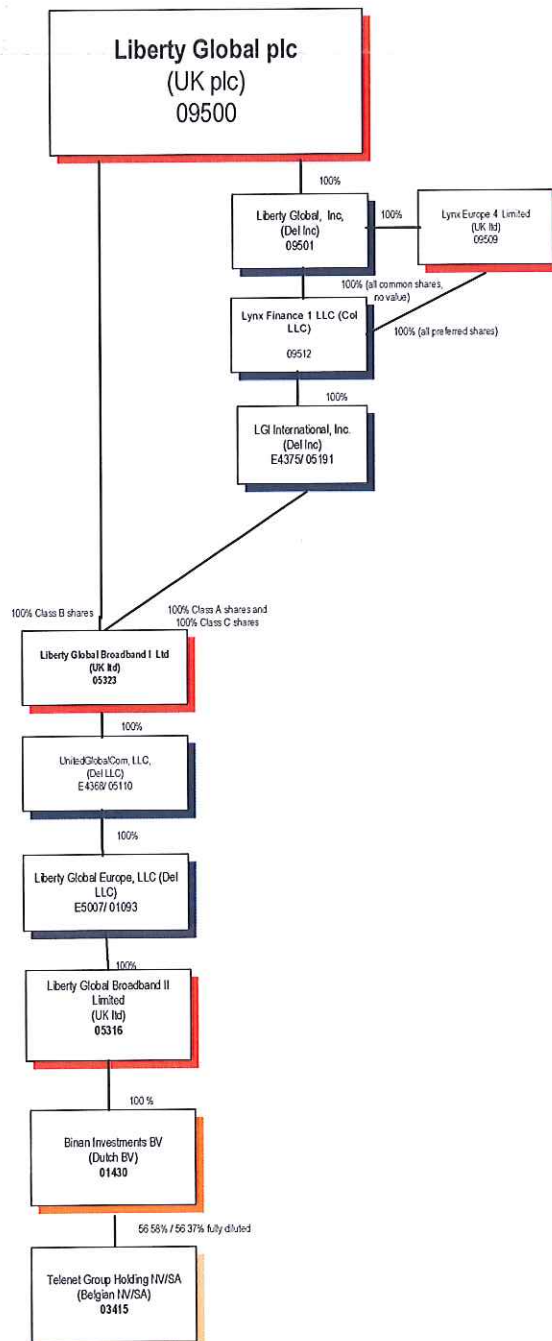 Liberty Global plc
(UK plc)
09500
100%
Liberty Global, Inc,
(Del Inc)
09501
100%
Lynx Europe 4 Limited
(UK ltd)
09509
100% (all common shares,
no value)
Lynx Finance 1 LLC (Col
LLC)
09512
100% (all preferred shares)
100%
LGI International, Inc.
(Del Inc)
E4375/ 05191
100% Class B shares
100% Class A shares and
100% Class C shares
Liberty Global Broadband I Ltd
(UK ltd)
05323
100%
UnitedGlobalCom, LLC,
(Del LLC)
E4368/ 05110
100%
Liberty Global Europe, LLC (Del
LLC)
E5007/ 01093
100%
Liberty Global Broadband II
Limited
(UK ltd)
05316
100 %
Binan Investments BV
(Dutch BV)
01430
56.58% / 56.37% fully diluted
Telenet Group Holding NV/SA
(Belgian NV/SA)
03415